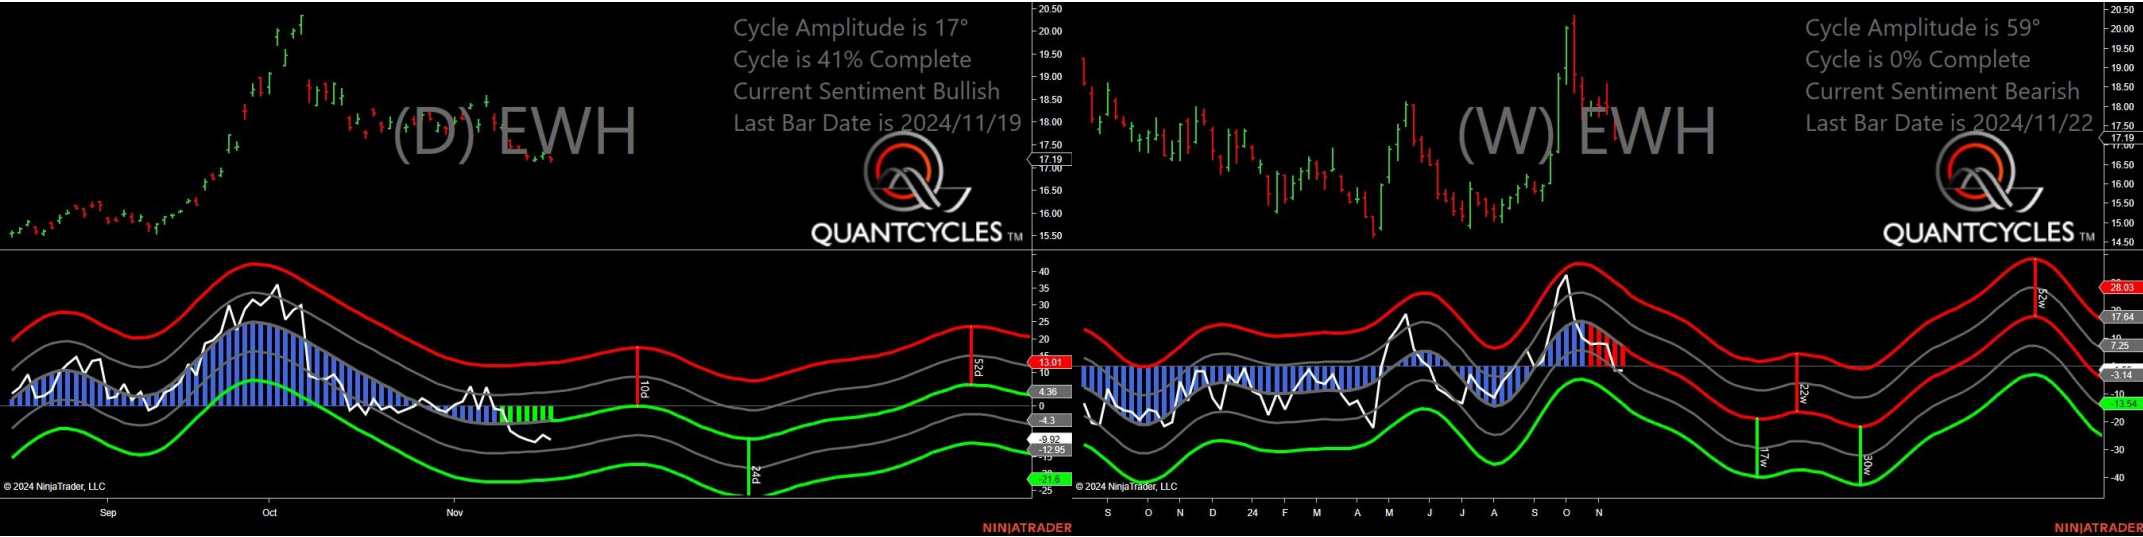 Cycle Amplitude is 17°
Cycle is 41% Complete
Current Sentiment Bullish
Last Bar Date is 2024/11/19
(D) EWH
QUANTCYCLES TM
20.50
20.00
19.00
18.50
18.00
17.50
17.19
17.00
16.50
16.00
15.50
40
35
30
25
20
13.01
10
4.36
0
-4.3
-9.92
-12.95
-21.6
-25
10d
24d
52d
© 2024 NinjaTrader, LLC
Sep Oct Nov
NINJATRADER
Cycle Amplitude is 59°
Cycle is 0% Complete
Current Sentiment Bearish
Last Bar Date is 2024/11/22
(W) EWH
QUANTCYCLES TM
20.50
20.00
19.50
19.00
18.50
18.00
17.50
17.19
17.00
16.50
16.00
15.50
15.00
14.50
28.03
17.64
7.25
-3.14
-10
-13.54
-20
-30
-40
17w
22w
30w
52w
© 2024 NinjaTrader, LLC
S O N D 24 F M A M J J A S O N
NINJATRADER